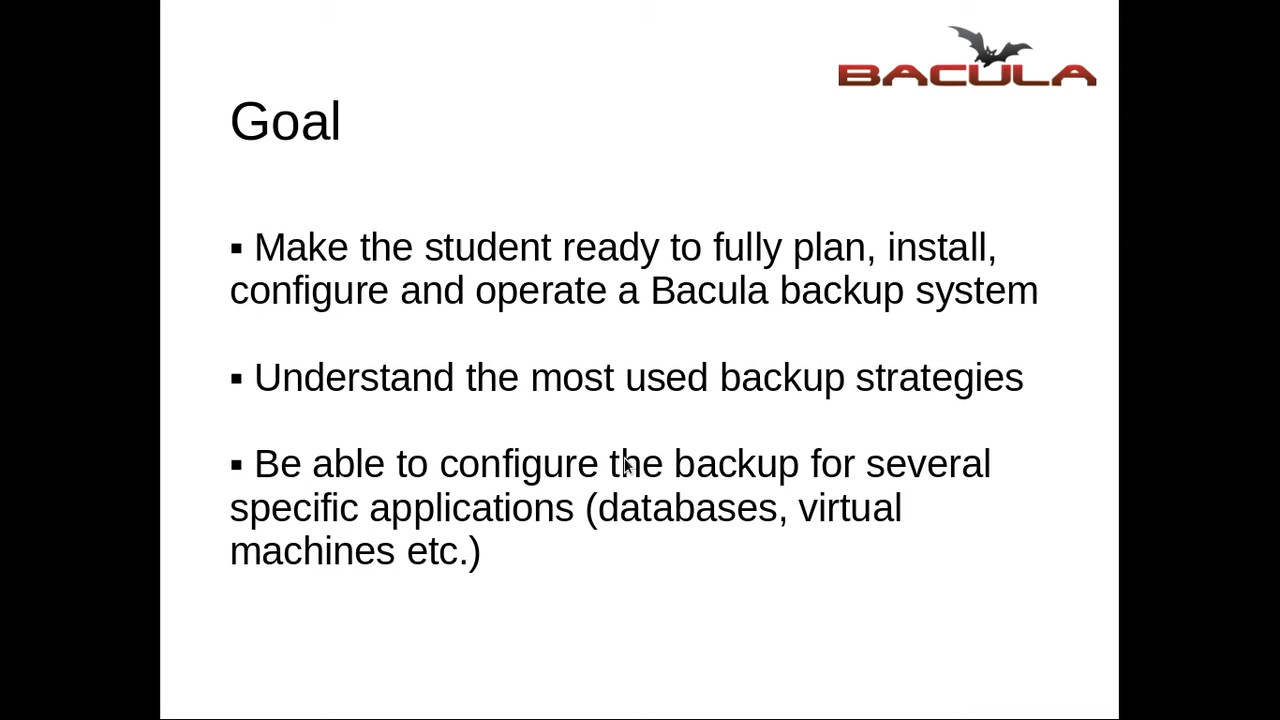 BACULA
Goal
▪ Make the student ready to fully plan, install,
configure and operate a Bacula backup system
▪ Understand the most used backup strategies
▪ Be able to configure the backup for several
specific applications (databases, virtual
machines etc.)